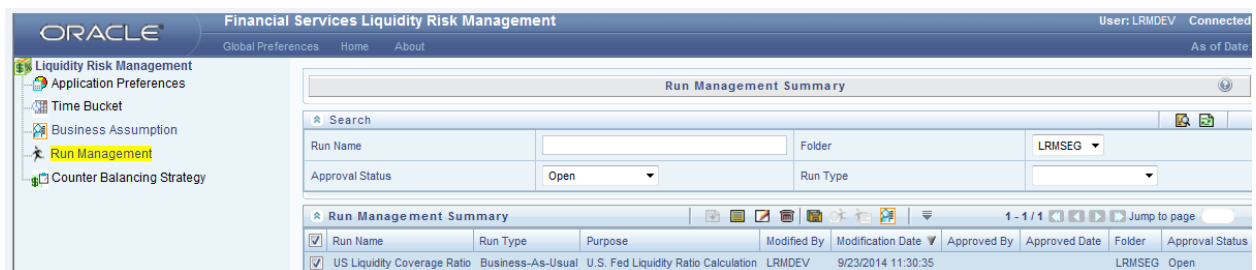 ORACLE®
Financial Services Liquidity Risk Management
User: LRMDEV Connected
Global Preferences Home About
As of Date:
Liquidity Risk Management
Application Preferences
Time Bucket
Business Assumption
Run Management
Counter Balancing Strategy
Run Management Summary
Search
Run Name Folder LRMSEG
Approval Status Open Run Type
Run Management Summary 1 - 1 / 1 Jump to page
Run Name Run Type Purpose Modified By Modification Date Approved By Approved Date Folder Approval Status
US Liquidity Coverage Ratio Business-As-Usual U.S. Fed Liquidity Ratio Calculation LRMDEV 9/23/2014 11:30:35 LRMSEG Open